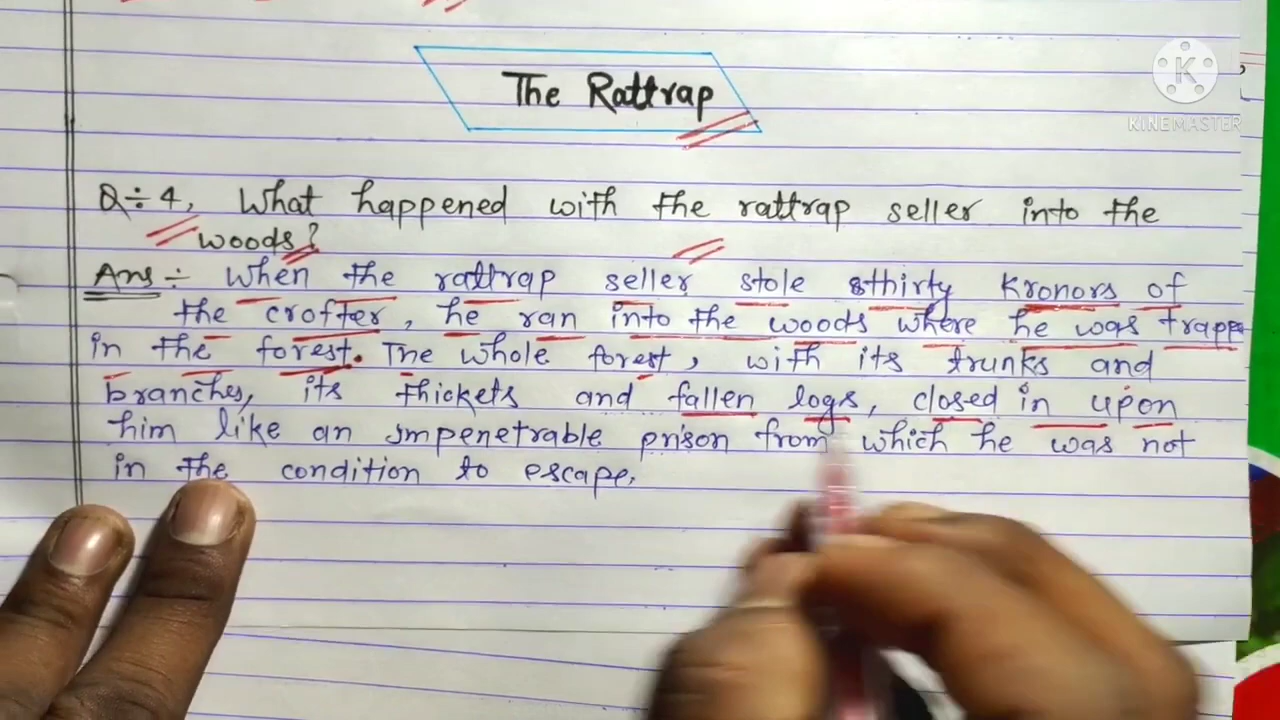 The Rattrap
KINEMASTER
Q÷4, What happened with the rattrap seller into the
woods?
Ans÷ When the rattrap seller stole sthirty Kronors of
the crofter, he ran into the woods where he was trappe
in the forest. The whole forest, with its trunks and
branches, its thickets and fallen logs, closed in upon
him like an impenetrable prison from which he was not
in the condition to escape.